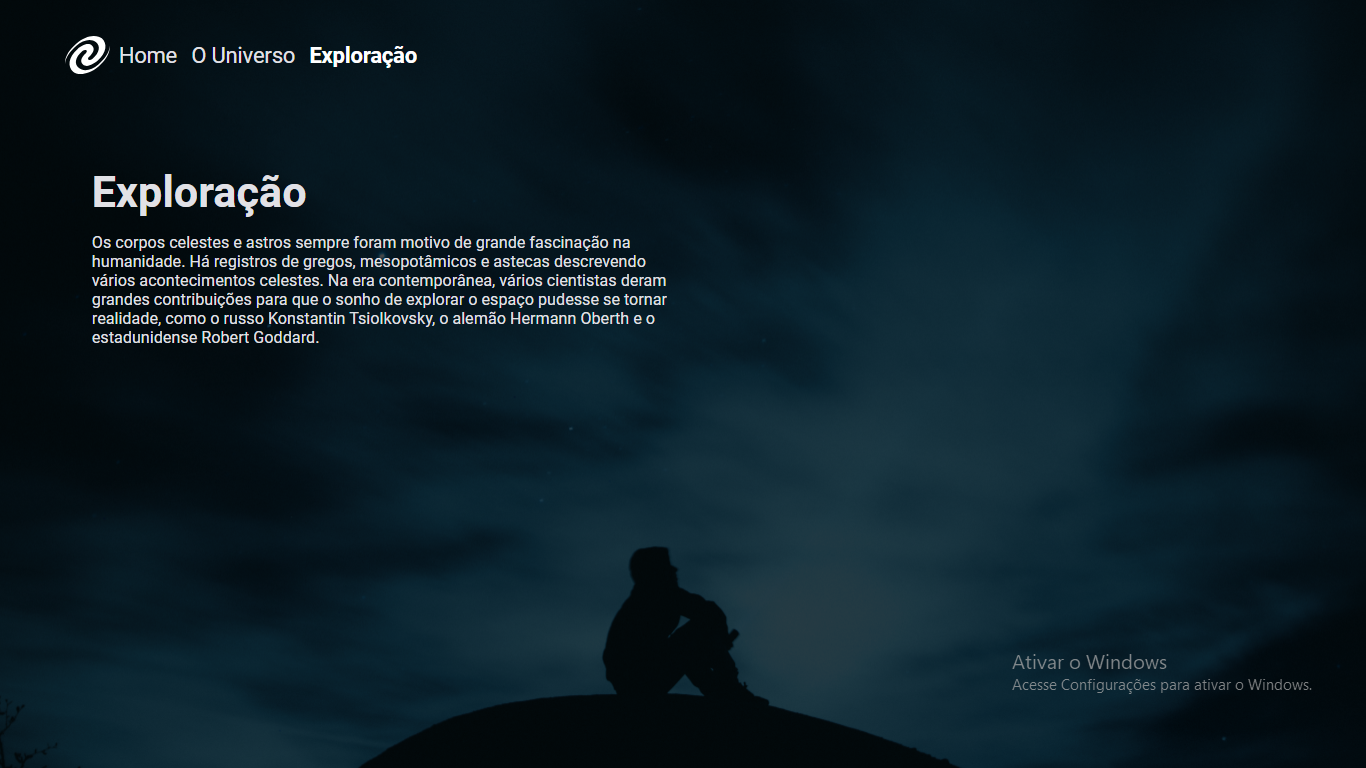 Home O Universo Exploração
Exploração
Os corpos celestes e astros sempre foram motivo de grande fascinação na
humanidade. Há registros de gregos, mesopotâmicos e astecas descrevendo
vários acontecimentos celestes. Na era contemporânea, vários cientistas deram
grandes contribuições para que o sonho de explorar o espaço pudesse se tornar
realidade, como o russo Konstantin Tsiolkovsky, o alemão Hermann Oberth e o
estadunidense Robert Goddard.
Ativar o Windows
Acesse Configurações para ativar o Windows.